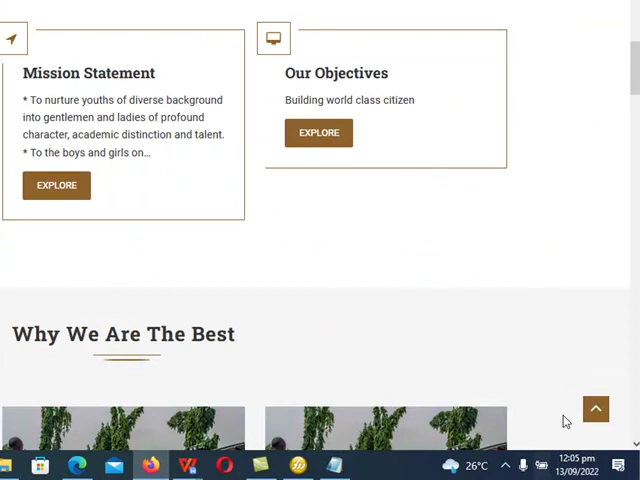 Mission Statement
* To nurture youths of diverse background
into gentlemen and ladies of profound
character, academic distinction and talent.
* To the boys and girls on...
EXPLORE
Our Objectives
Building world class citizen
EXPLORE
Why We Are The Best
26°C
12:05 pm
13/09/2022